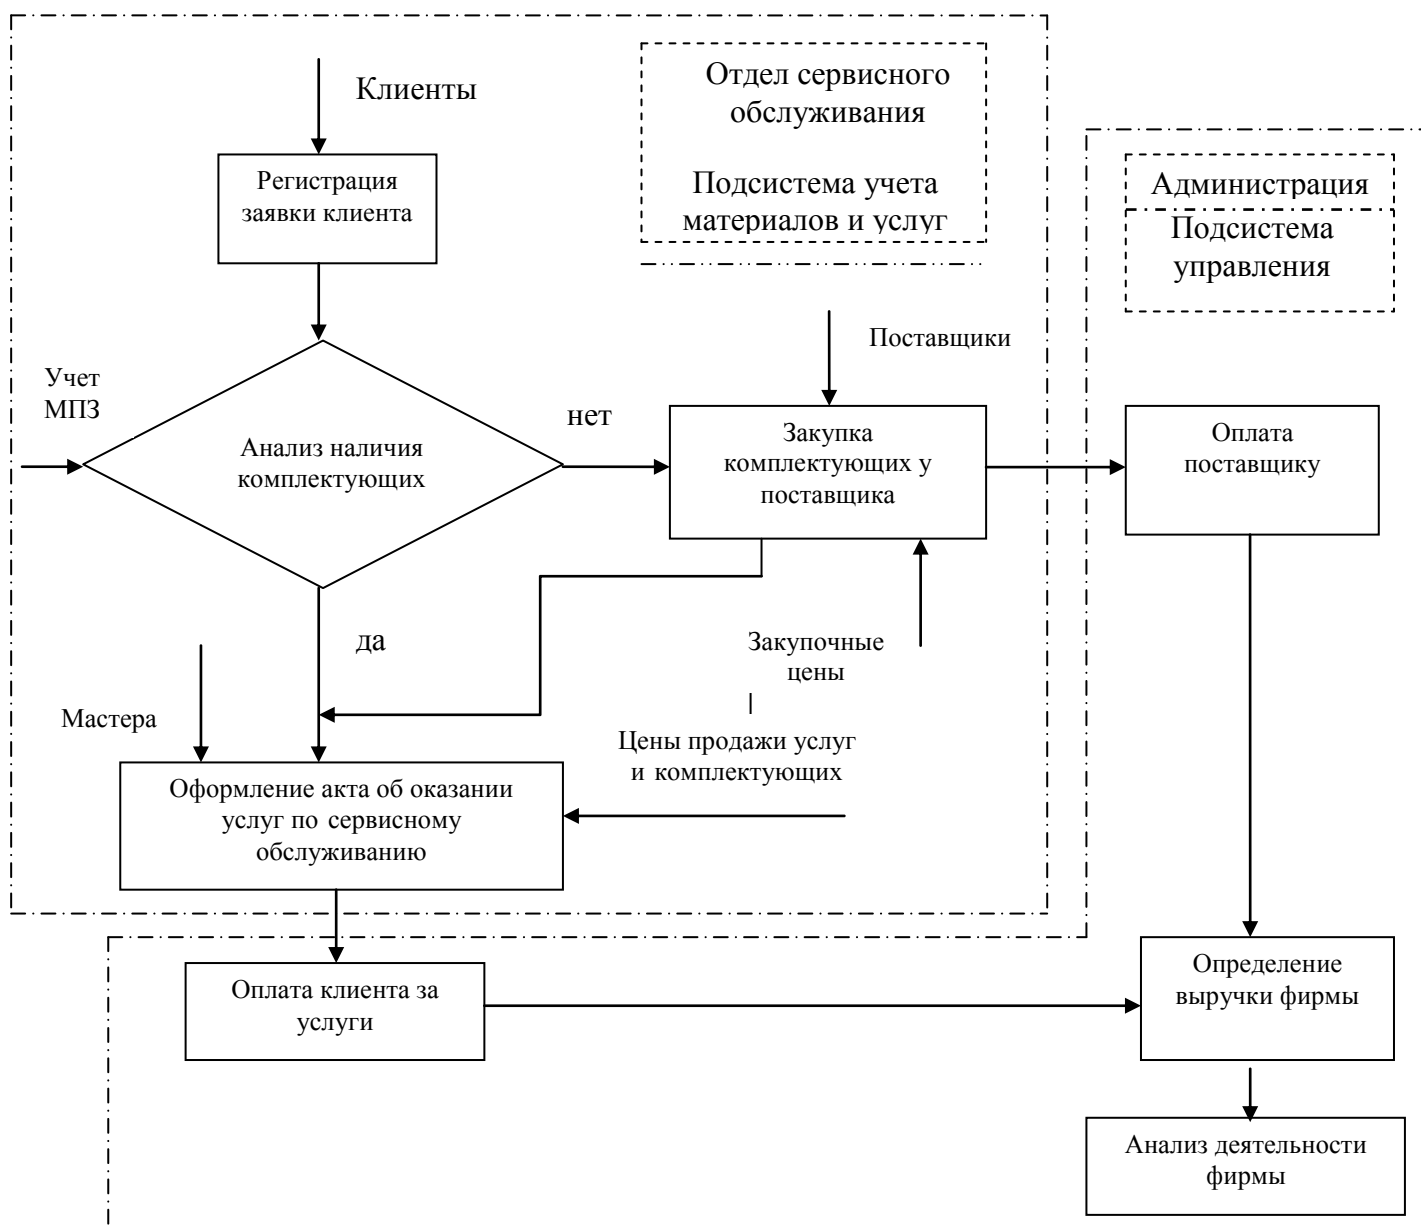 Клиенты
Отдел сервисного
обслуживания
Подсистема учета
материалов и услуг
Администрация
Подсистема
управления
Регистрация
заявки клиента
Поставщики
Учет
МПЗ
нет
Анализ наличия
комплектующих
Закупка
комплектующих у
поставщика
Оплата
поставщику
да
Закупочные
цены
Мастера
Цены продажи услуг
и комплектующих
Оформление акта об оказании
услуг по сервисному
обслуживанию
Оплата клиента за
услуги
Определение
выручки фирмы
Анализ деятельности
фирмы